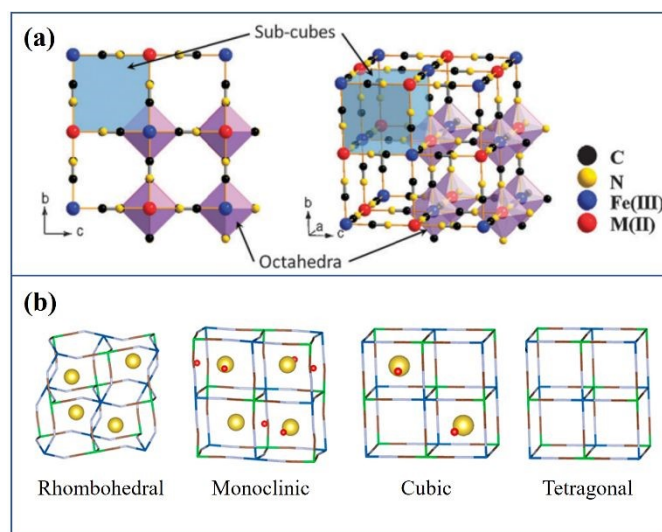 (a)
Sub-cubes
C
N
Fe(III)
M(II)
b
c
b
a
c
Octahedra
(b)
Rhombohedral
Monoclinic
Cubic
Tetragonal